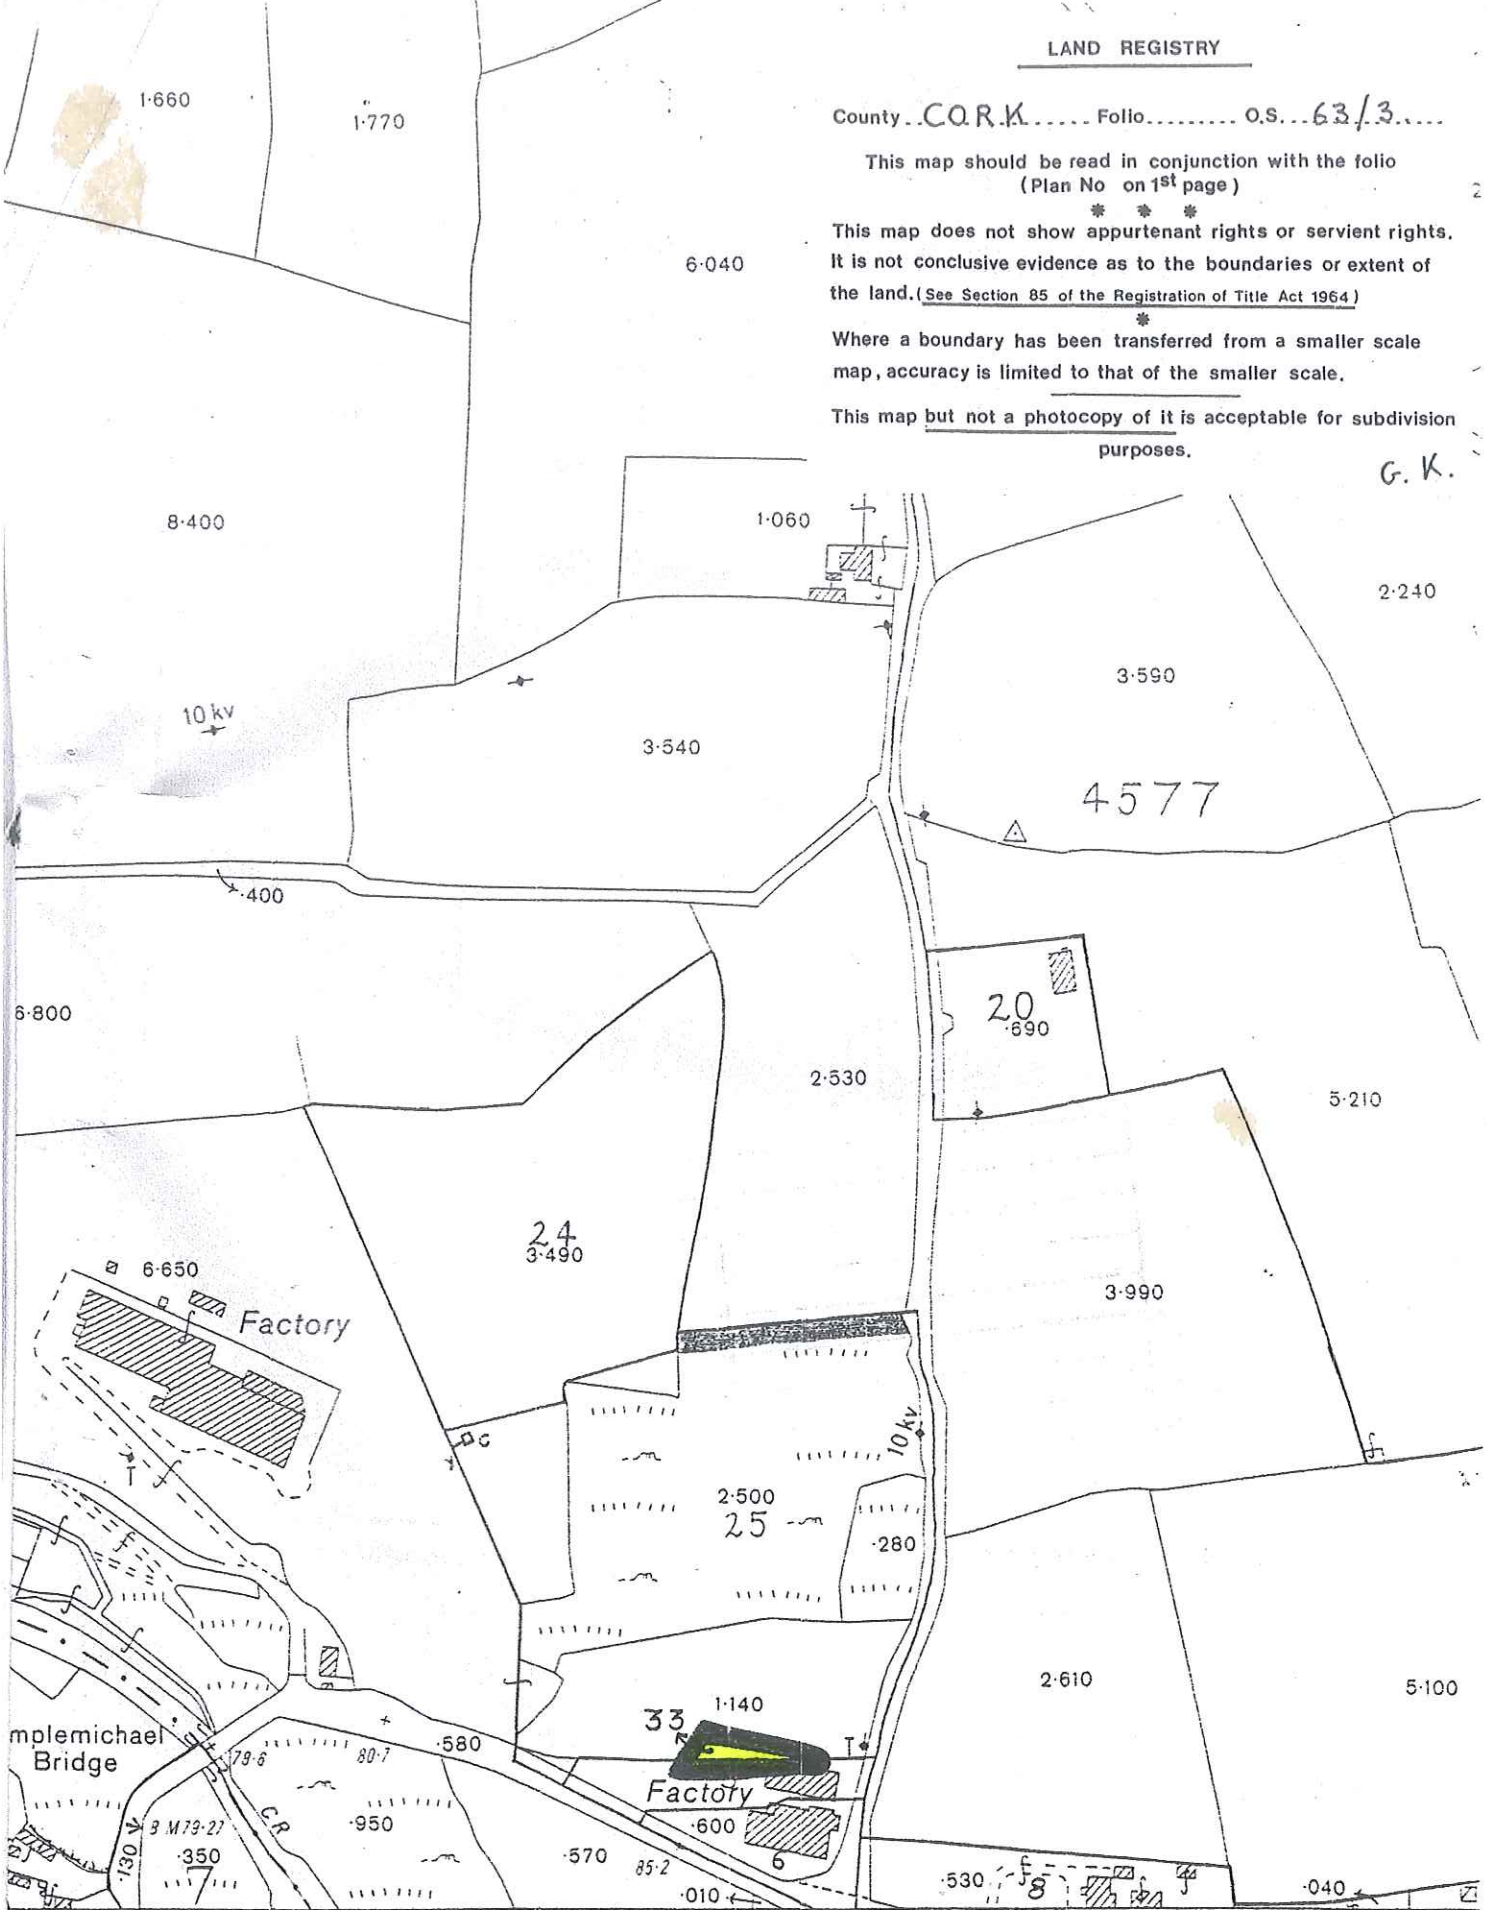 LAND REGISTRY
County..CORK..... Folio......... O.S...63/3.....
This map should be read in conjunction with the folio
(Plan No on 1st page)
* * *
This map does not show appurtenant rights or servient rights.
It is not conclusive evidence as to the boundaries or extent of
the land.(See Section 85 of the Registration of Title Act 1964)
*
Where a boundary has been transferred from a smaller scale
map, accuracy is limited to that of the smaller scale.
This map but not a photocopy of it is acceptable for subdivision
purposes.
G. K.
1·660
1·770
6·040
8·400
1·060
2·240
3·590
10 kv
3·540
4577
·400
6·800
20
·690
2·530
5·210
24
3·490
6·650
Factory
3·990
G
10 kv
T
2·500
25
·280
2·610
5·100
1·140
33
T
mplemichael
Bridge
·580
79·6
80·7
Factory
CR
·950
·600
B M 79·27
·130
·350
7
·570
85·2
6
·010
·530
8
·040